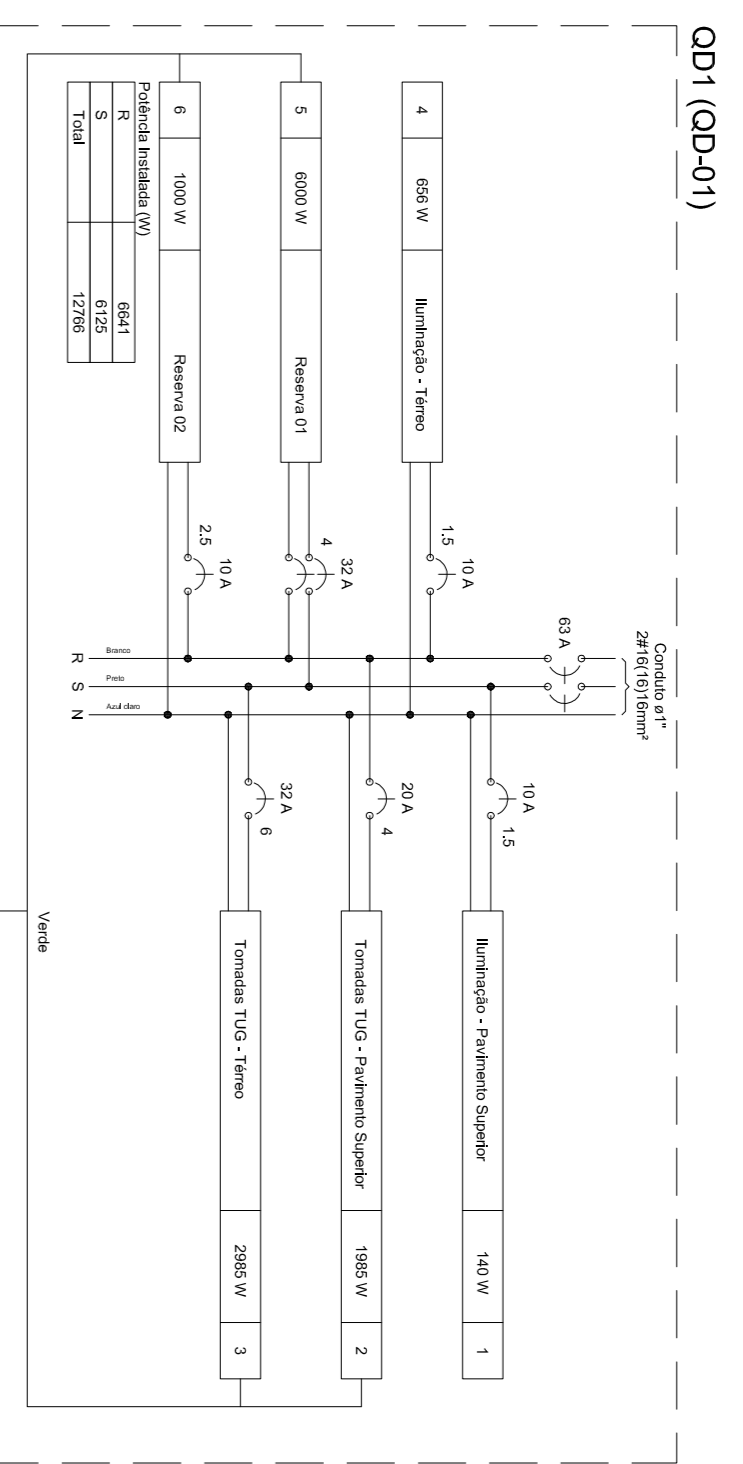 QD1 (QD-01)
Conduto ø1"
2#16(16)16mm²
63 A
4
656 W
Iluminação - Térreo
1.5
10 A
10 A
1.5
Iluminação - Pavimento Superior
140 W
1
5
6000 W
Reserva 01
4
32 A
20 A
4
Tomadas TUG - Pavimento Superior
1985 W
2
6
1000 W
Reserva 02
2.5
10 A
32 A
6
Tomadas TUG - Térreo
2985 W
3
Branco
R
Preto
S
Azul claro
N
Potência Instalada (W)
R 6641
S 6125
Total 12766
Verde